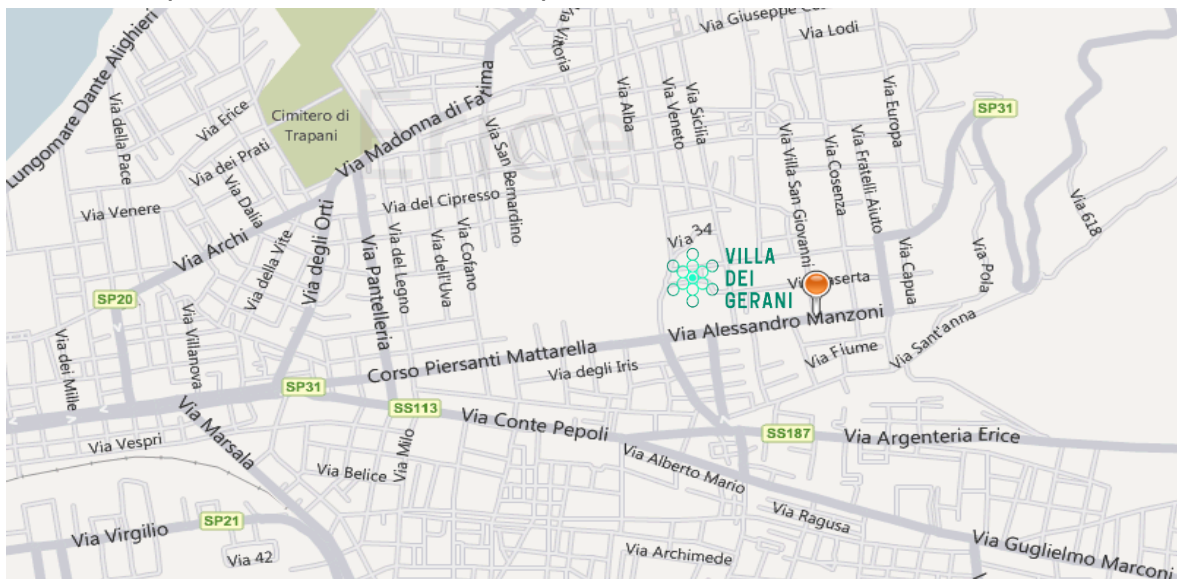 Via Giuseppe
Via Lodi
Via Vittoria
Lungomare Dante Alighieri
Via della Pace
Via Erice
Cimitero di
Trapani
Via Madonna di Fatima
Erice
Via Alba
Via Veneto
Via Sicilia
Via Europa
SP31
Via dei Prati
Via Dalia
Via San Bernardino
Via Villa San Giovanni
Via Cosenza
Via Fratelli Aiuto
Via Venere
Via del Cipresso
Via 618
Via Archi
Via della Vite
Via degli Orti
Via Pantelleria
Via del Legno
Via dell'Uva
Via Cofano
Via 34
VILLA
DEI
GERANI
Via Caserta
Via Capua
Via Pola
SP20
Via Alessandro Manzoni
Via dei Mille
Via Villanova
Corso Piersanti Mattarella
Via degli Iris
Via Fiume
Via Sant'anna
SP31
SS113
Via Conte Pepoli
SS187
Via Argenteria Erice
Via Vespri
Via Marsala
Via Milo
Via Belice
Via Alberto Mario
SP21
Via Virgilio
Via 42
Via Ragusa
Via Archimede
Via Guglielmo Marconi